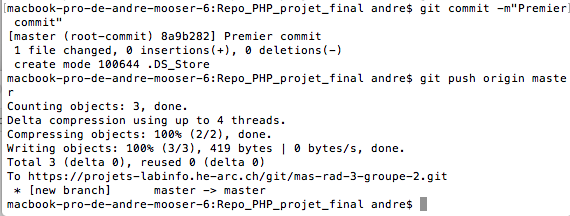 [macbook-pro-de-andre-mooser-6:Repo_PHP_projet_final andre$ git commit -m"Premier]
 commit"
[master (root-commit) 8a9b282] Premier commit
 1 file changed, 0 insertions(+), 0 deletions(-)
 create mode 100644 .DS_Store
macbook-pro-de-andre-mooser-6:Repo_PHP_projet_final andre$ git push origin maste
r
Counting objects: 3, done.
Delta compression using up to 4 threads.
Compressing objects: 100% (2/2), done.
Writing objects: 100% (3/3), 419 bytes | 0 bytes/s, done.
Total 3 (delta 0), reused 0 (delta 0)
To https://projets-labinfo.he-arc.ch/git/mas-rad-3-groupe-2.git
 * [new branch]      master -> master
macbook-pro-de-andre-mooser-6:Repo_PHP_projet_final andre$